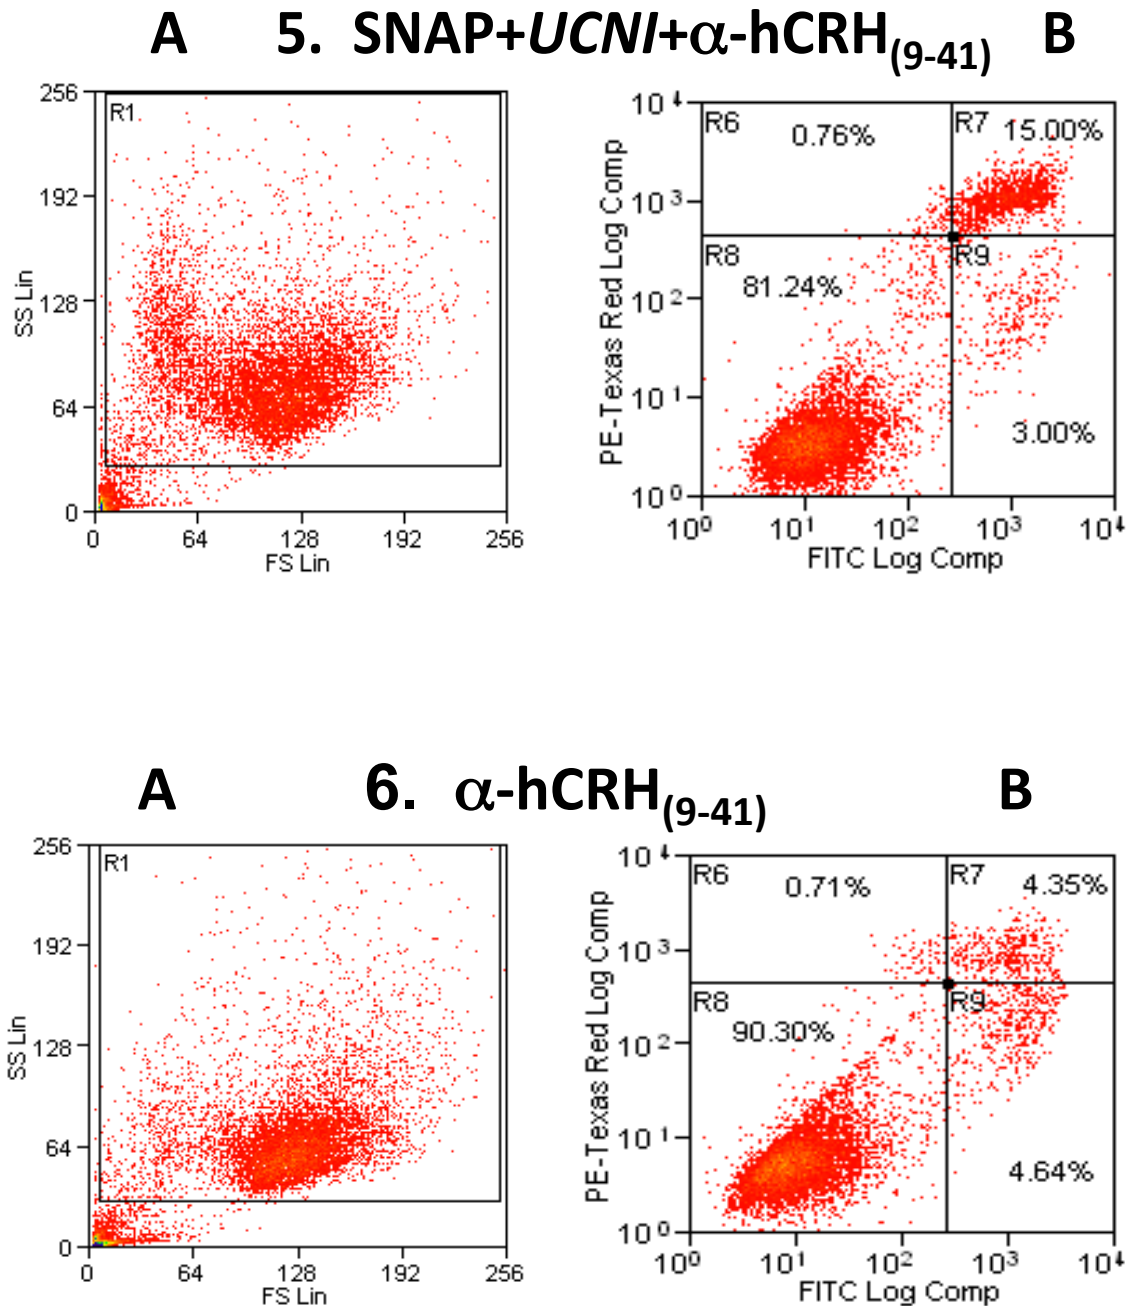 A 5. SNAP+UCNI+α-hCRH(9-41) B
256
R1
192
128
64
0
SS Lin
0 64 128 192 256
FS Lin
10⁴
R6 0.76% R7 15.00%
10³
R8 81.24% R9
10²
10¹
3.00%
10⁰
PE-Texas Red Log Comp
10⁰ 10¹ 10² 10³ 10⁴
FITC Log Comp
A 6. α-hCRH(9-41) B
256
R1
192
128
64
0
SS Lin
0 64 128 192 256
FS Lin
10⁴
R6 0.71% R7 4.35%
10³
R8 90.30% R9
10²
10¹
4.64%
10⁰
PE-Texas Red Log Comp
10⁰ 10¹ 10² 10³ 10⁴
FITC Log Comp